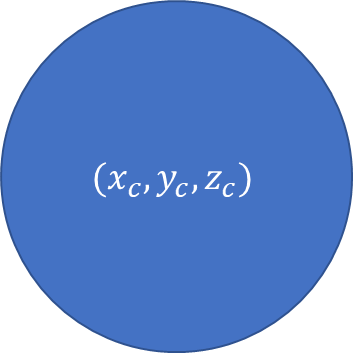 (x_c, y_c, z_c)